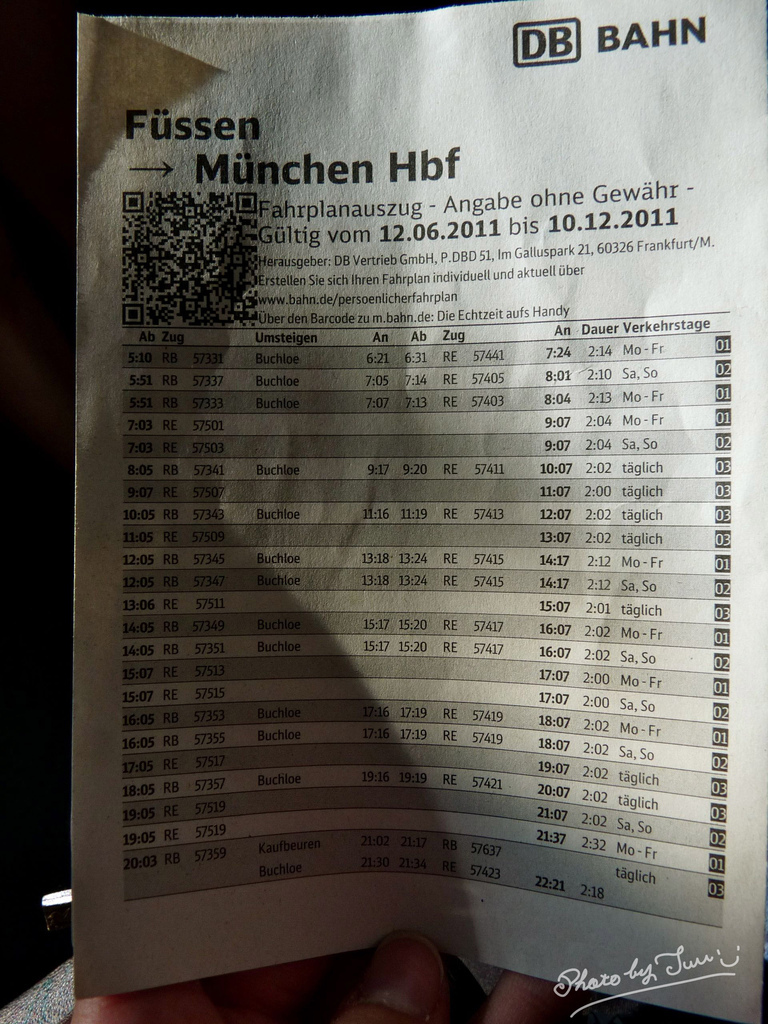 DB BAHN
Füssen
→ München Hbf
Fahrplanauszug - Angabe ohne Gewähr -
Gültig vom 12.06.2011 bis 10.12.2011
Herausgeber: DB Vertrieb GmbH, P.DBD 51, Im Galluspark 21, 60326 Frankfurt/M.
Erstellen Sie sich Ihren Fahrplan individuell und aktuell über
www.bahn.de/persoenlicherfahrplan
Über den Barcode zu m.bahn.de: Die Echtzeit aufs Handy
Ab Zug Umsteigen An Ab Zug An Dauer Verkehrstage
5:10 RB 57331 Buchloe 6:21 6:31 RE 57441 7:24 2:14 Mo - Fr 01
5:51 RB 57337 Buchloe 7:05 7:14 RE 57405 8:01 2:10 Sa, So 02
5:51 RB 57333 Buchloe 7:07 7:13 RE 57403 8:04 2:13 Mo - Fr 01
7:03 RE 57501 9:07 2:04 Mo - Fr 01
7:03 RE 57503 9:07 2:04 Sa, So 02
8:05 RB 57341 Buchloe 9:17 9:20 RE 57411 10:07 2:02 täglich 03
9:07 RE 57507 11:07 2:00 täglich 03
10:05 RB 57343 Buchloe 11:16 11:19 RE 57413 12:07 2:02 täglich 03
11:05 RE 57509 13:07 2:02 täglich 03
12:05 RB 57345 Buchloe 13:18 13:24 RE 57415 14:17 2:12 Mo - Fr 01
12:05 RB 57347 Buchloe 13:18 13:24 RE 57415 14:17 2:12 Sa, So 02
13:06 RE 57511 15:07 2:01 täglich 03
14:05 RB 57349 Buchloe 15:17 15:20 RE 57417 16:07 2:02 Mo - Fr 01
14:05 RB 57351 Buchloe 15:17 15:20 RE 57417 16:07 2:02 Sa, So 02
15:07 RE 57513 17:07 2:00 Mo - Fr 01
15:07 RE 57515 17:07 2:00 Sa, So 02
16:05 RB 57353 Buchloe 17:16 17:19 RE 57419 18:07 2:02 Mo - Fr 01
16:05 RB 57355 Buchloe 17:16 17:19 RE 57419 18:07 2:02 Sa, So 02
17:05 RE 57517 19:07 2:02 täglich 03
18:05 RB 57357 Buchloe 19:16 19:19 RE 57421 20:07 2:02 täglich 03
19:05 RE 57519 21:07 2:02 Sa, So 02
19:05 RE 57519 21:37 2:32 Mo - Fr 01
20:03 RB 57359 Kaufbeuren 21:02 21:17 RB 57637 täglich
Buchloe 21:30 21:34 RE 57423 22:21 2:18 03
Photo by